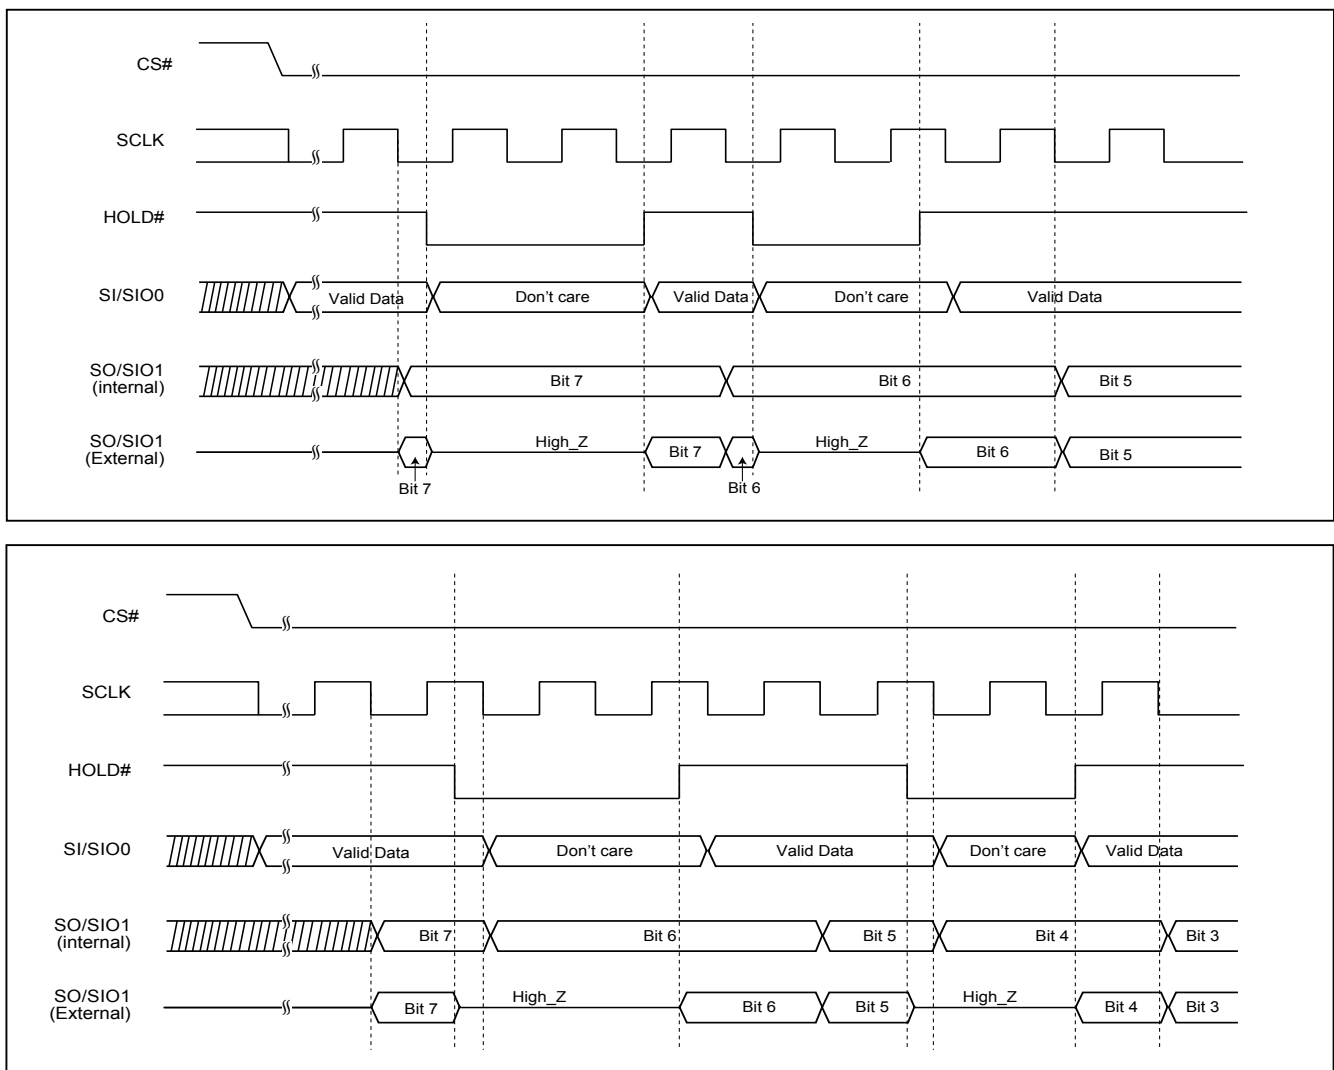 CS#
SCLK
HOLD#
SI/SIO0
Valid Data
Don't care
Valid Data
Don't care
Valid Data
SO/SIO1
(internal)
Bit 7
Bit 6
Bit 5
SO/SIO1
(External)
High_Z
Bit 7
High_Z
Bit 6
Bit 5
Bit 7
Bit 6
CS#
SCLK
HOLD#
SI/SIO0
Valid Data
Don't care
Valid Data
Don't care
Valid Data
SO/SIO1
(internal)
Bit 7
Bit 6
Bit 5
Bit 4
Bit 3
SO/SIO1
(External)
Bit 7
High_Z
Bit 6
Bit 5
High_Z
Bit 4
Bit 3